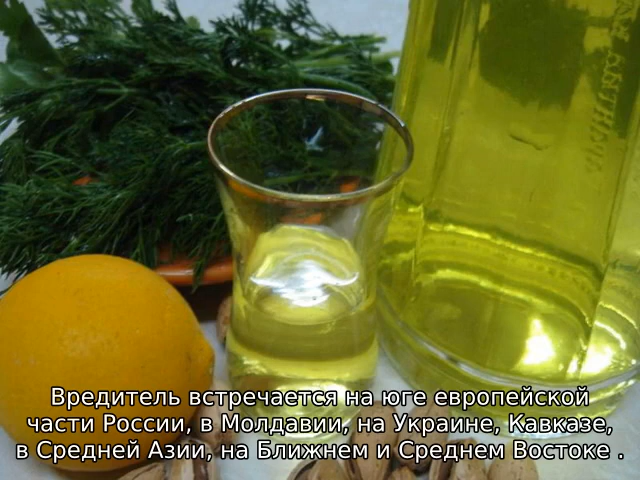 Вредитель встречается на юге европейской
части России, в Молдавии, на Украине, Кавказе,
в Средней Азии, на Ближнем и Среднем Востоке .